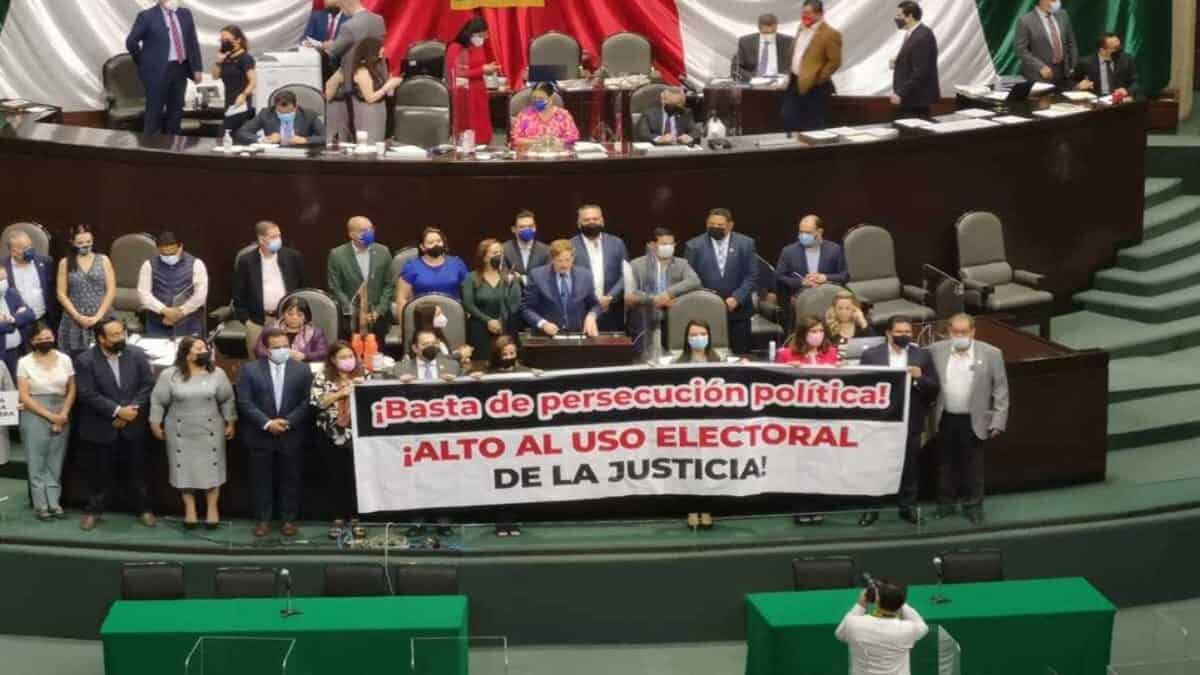 ¡Basta de persecución política!
¡ALTO AL USO ELECTORAL
DE LA JUSTICIA!